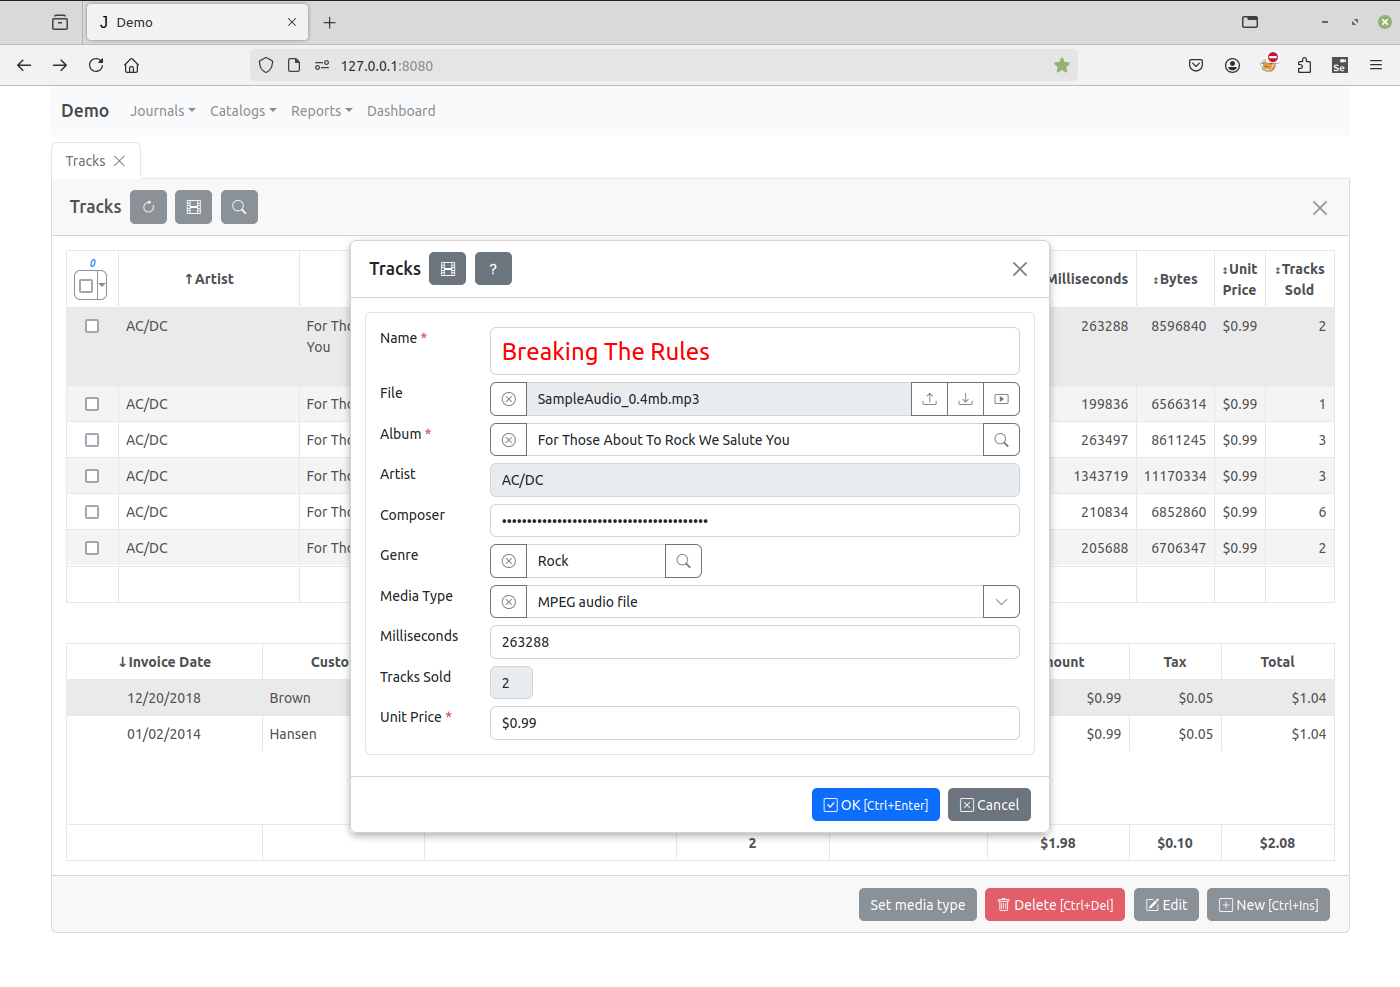 J Demo
127.0.0.1:8080
Se
Demo Journals Catalogs Reports Dashboard
Tracks
Tracks
0
↑Artist
Milliseconds
↕Bytes
↕Unit Price
↕Tracks Sold
AC/DC For Tho You 263288 8596840 $0.99 2
AC/DC For Tho 199836 6566314 $0.99 1
AC/DC For Tho 263497 8611245 $0.99 3
AC/DC For Tho 1343719 11170334 $0.99 3
AC/DC For Tho 210834 6852860 $0.99 6
AC/DC For Tho 205688 6706347 $0.99 2
↓Invoice Date Custo ount Tax Total
12/20/2018 Brown $0.99 $0.05 $1.04
01/02/2014 Hansen $0.99 $0.05 $1.04
2 $1.98 $0.10 $2.08
Set media type Delete [Ctrl+Del] Edit New [Ctrl+Ins]
Tracks ?
Name * Breaking The Rules
File SampleAudio_0.4mb.mp3
Album * For Those About To Rock We Salute You
Artist AC/DC
Composer
Genre Rock
Media Type MPEG audio file
Milliseconds 263288
Tracks Sold 2
Unit Price * $0.99
OK [Ctrl+Enter] Cancel